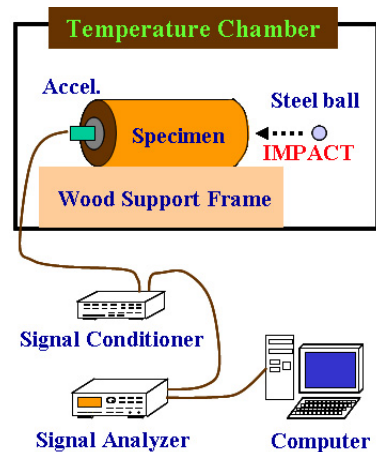 Temperature Chamber
Accel.
Steel ball
Specimen
IMPACT
Wood Support Frame
Signal Conditioner
Signal Analyzer
Computer